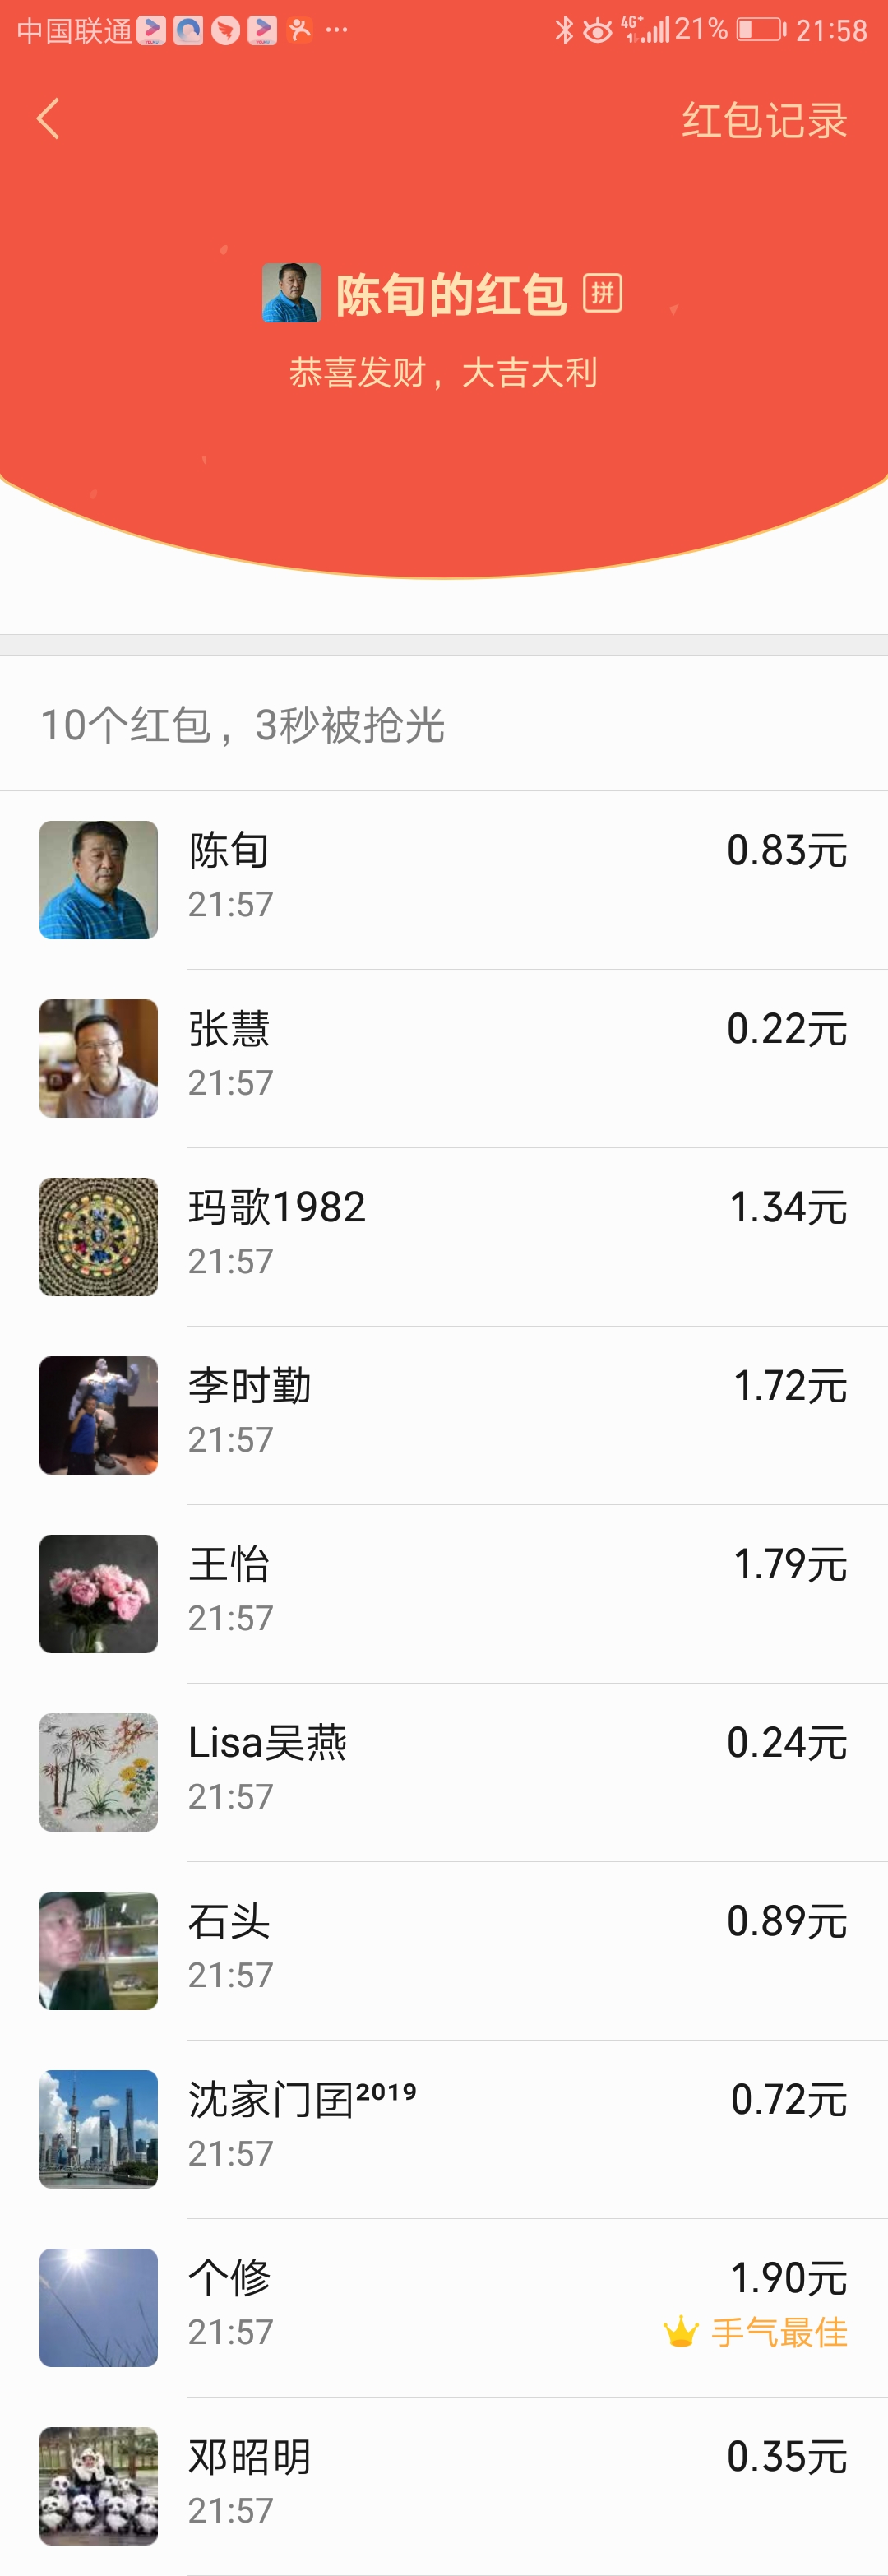 中国联通 4G+ 21% 21:58
红包记录
陈旬的红包 拼
恭喜发财，大吉大利
10个红包，3秒被抢光
陈旬 0.83元
21:57
张慧 0.22元
21:57
玛歌1982 1.34元
21:57
李时勤 1.72元
21:57
王怡 1.79元
21:57
Lisa吴燕 0.24元
21:57
石头 0.89元
21:57
沈家门囝²⁰¹⁹ 0.72元
21:57
个修 1.90元
21:57 手气最佳
邓昭明 0.35元
21:57